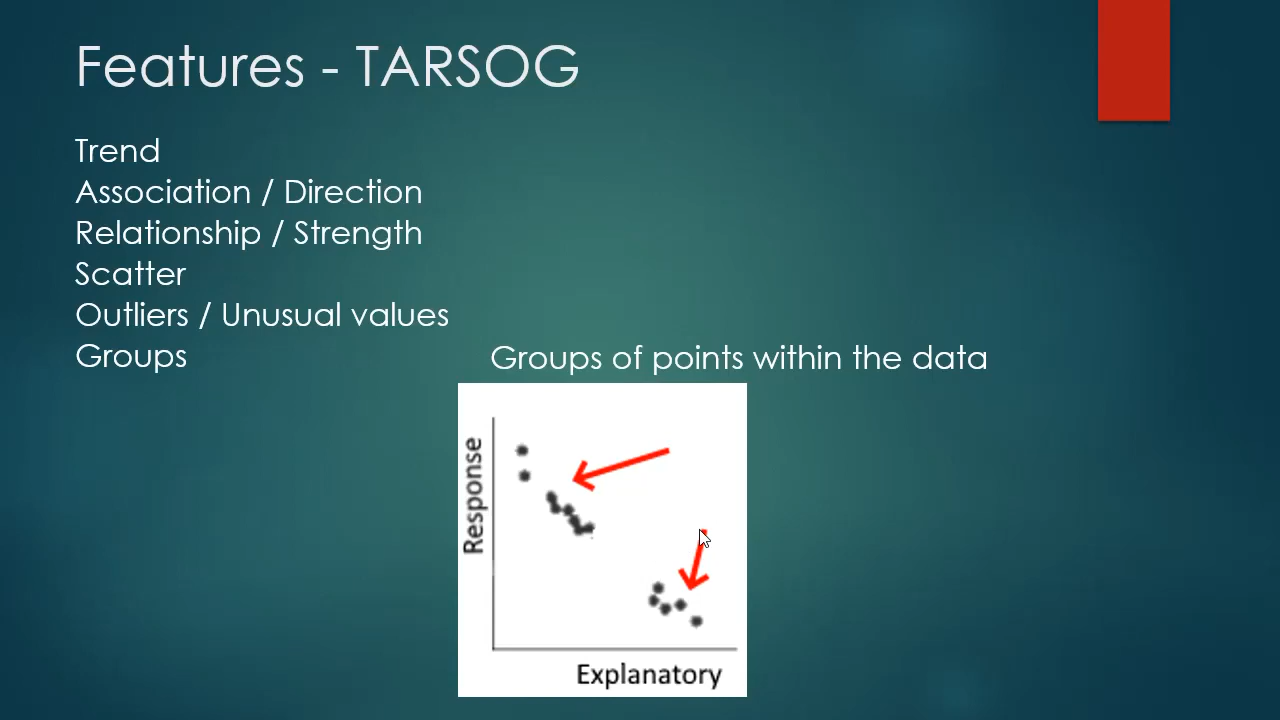 Features - TARSOG
Trend
Association / Direction
Relationship / Strength
Scatter
Outliers / Unusual values
Groups
Groups of points within the data
Response
Explanatory